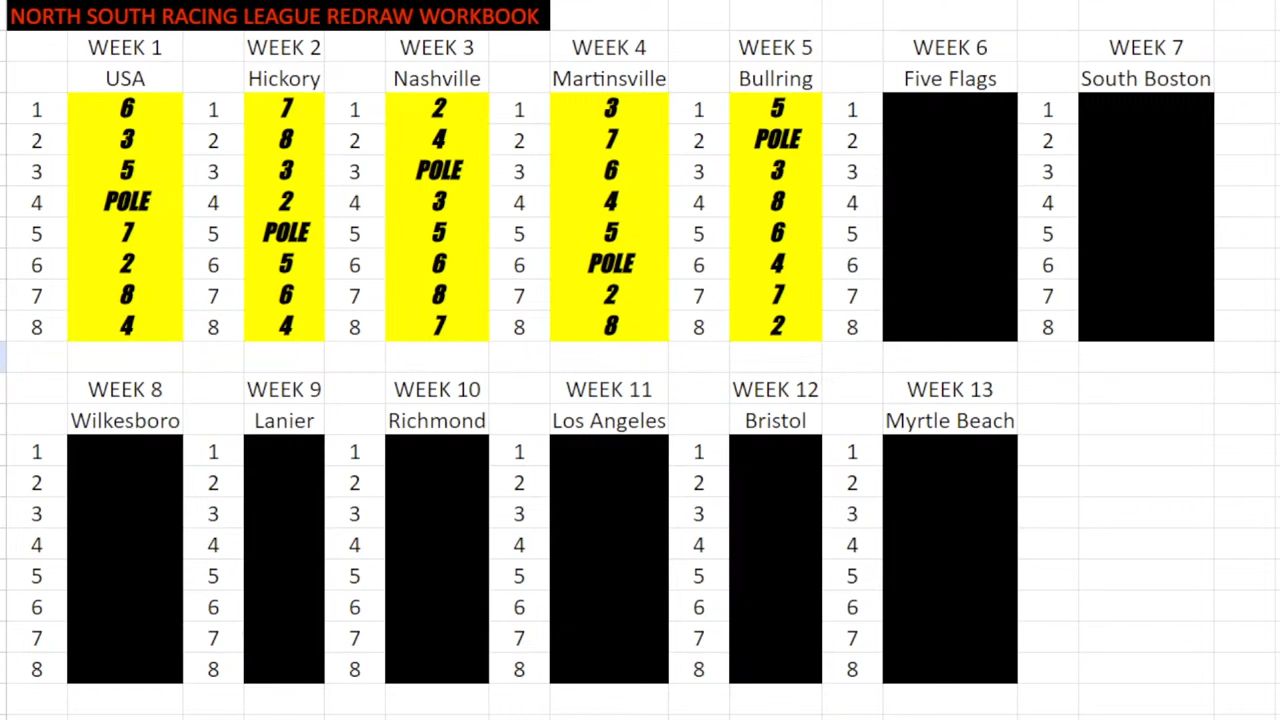 NORTH SOUTH RACING LEAGUE REDRAW WORKBOOK
WEEK 1 WEEK 2 WEEK 3 WEEK 4 WEEK 5 WEEK 6 WEEK 7
USA Hickory Nashville Martinsville Bullring Five Flags South Boston
1 6 1 7 1 2 1 3 1 5 1 1
2 3 2 8 2 4 2 7 2 POLE 2 2
3 5 3 3 3 POLE 3 6 3 3 3 3
4 POLE 4 2 4 3 4 4 4 8 4 4
5 7 5 POLE 5 5 5 5 5 6 5 5
6 2 6 5 6 6 6 POLE 6 4 6 6
7 8 7 6 7 8 7 2 7 7 7 7
8 4 8 4 8 7 8 8 8 2 8 8
WEEK 8 WEEK 9 WEEK 10 WEEK 11 WEEK 12 WEEK 13
Wilkesboro Lanier Richmond Los Angeles Bristol Myrtle Beach
1 1 1 1 1 1
2 2 2 2 2 2
3 3 3 3 3 3
4 4 4 4 4 4
5 5 5 5 5 5
6 6 6 6 6 6
7 7 7 7 7 7
8 8 8 8 8 8